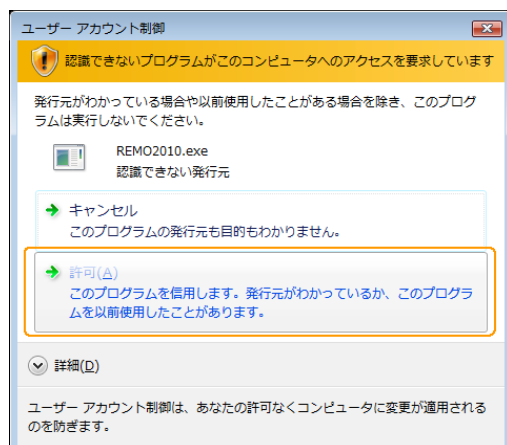 ユーザー アカウント制御
認識できないプログラムがこのコンピュータへのアクセスを要求しています
発行元がわかっている場合や以前使用したことがある場合を除き、このプログ
ラムは実行しないでください。
REMO2010.exe
認識できない発行元
キャンセル
このプログラムの発行元も目的もわかりません。
許可(A)
このプログラムを信用します。発行元がわかっているか、このプログラ
ムを以前使用したことがあります。
詳細(D)
ユーザー アカウント制御は、あなたの許可なくコンピュータに変更が適用される
のを防ぎます。